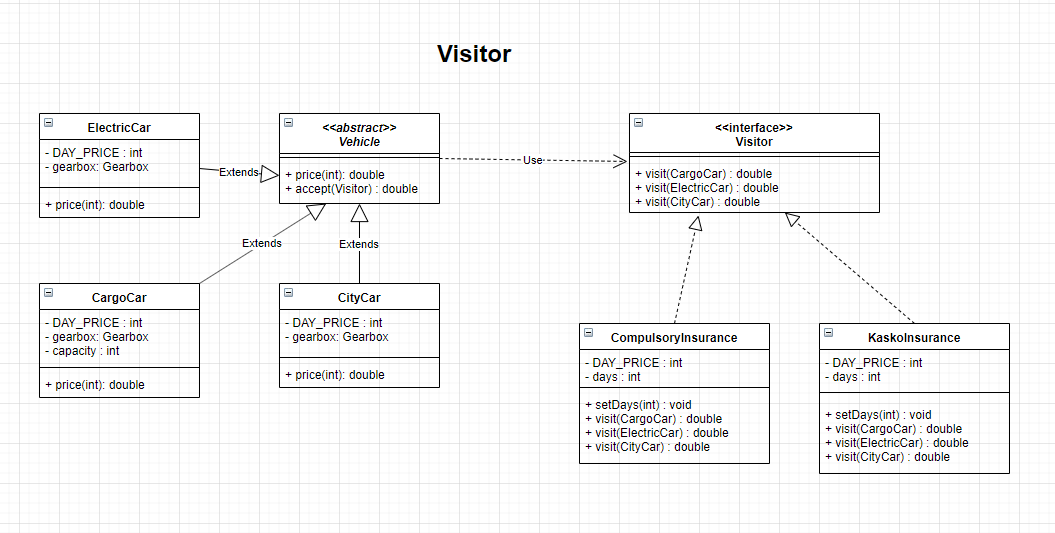 Visitor
ElectricCar
- DAY_PRICE : int
- gearbox: Gearbox
+ price(int): double
Extends
<<abstract>>
Vehicle
+ price(int): double
+ accept(Visitor) : double
Use
<<interface>>
Visitor
+ visit(CargoCar) : double
+ visit(ElectricCar) : double
+ visit(CityCar) : double
Extends
Extends
CargoCar
- DAY_PRICE : int
- gearbox: Gearbox
- capacity : int
+ price(int): double
CityCar
- DAY_PRICE : int
- gearbox: Gearbox
+ price(int): double
CompulsoryInsurance
- DAY_PRICE : int
- days : int
+ setDays(int) : void
+ visit(CargoCar) : double
+ visit(ElectricCar) : double
+ visit(CityCar) : double
KaskoInsurance
- DAY_PRICE : int
- days : int
+ setDays(int) : void
+ visit(CargoCar) : double
+ visit(ElectricCar) : double
+ visit(CityCar) : double